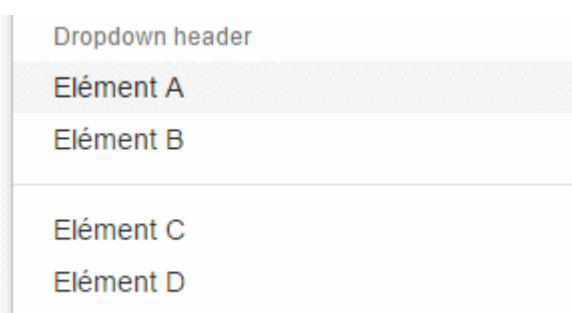 Dropdown header
Elément A
Elément B
Elément C
Elément D